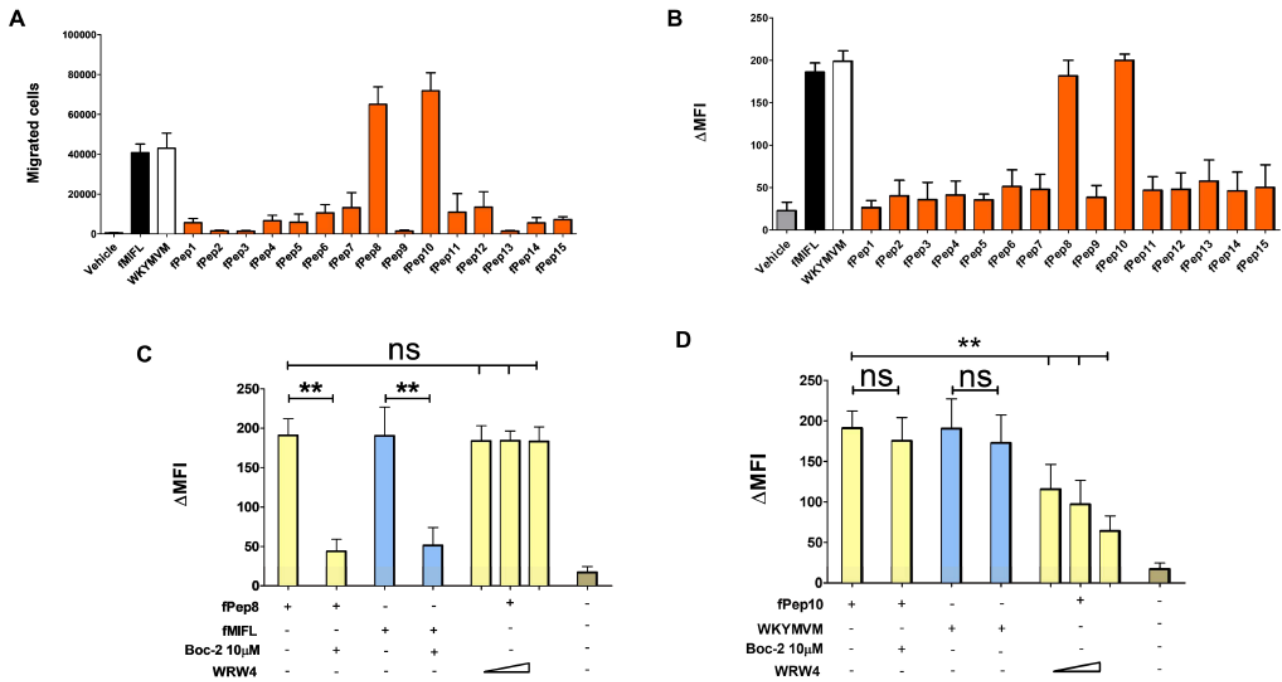 A
Migrated cells
100000
80000
60000
40000
20000
0
Vehicle fMIFL WKYMVM fPep1 fPep2 fPep3 fPep4 fPep5 fPep6 fPep7 fPep8 fPep9 fPep10 fPep11 fPep12 fPep13 fPep14 fPep15
B
ΔMFI
250
200
150
100
50
0
Vehicle fMIFL WKYMVM fPep1 fPep2 fPep3 fPep4 fPep5 fPep6 fPep7 fPep8 fPep9 fPep10 fPep11 fPep12 fPep13 fPep14 fPep15
C
ns
** **
ΔMFI
250
200
150
100
50
0
fPep8 + + - - + -
fMIFL - - + + - -
Boc-2 10μM - + - + - -
WRW4 - - - - -
D
**
ns ns
ΔMFI
250
200
150
100
50
0
fPep10 + + - - + -
WKYMVM - - + + - -
Boc-2 10μM - + - - - -
WRW4 - - - - -